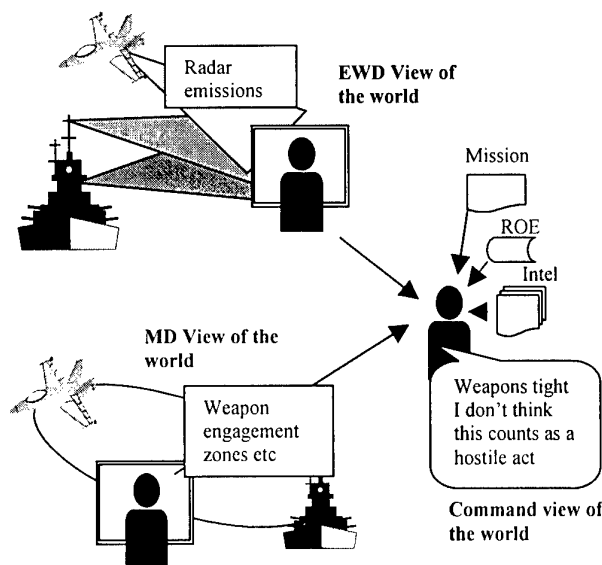 Radar
emissions
EWD View of
the world
Mission
ROE
Intel
MD View of the
world
Weapon
engagement
zones etc
Weapons tight
I don't think
this counts as a
hostile act
Command view of
the world